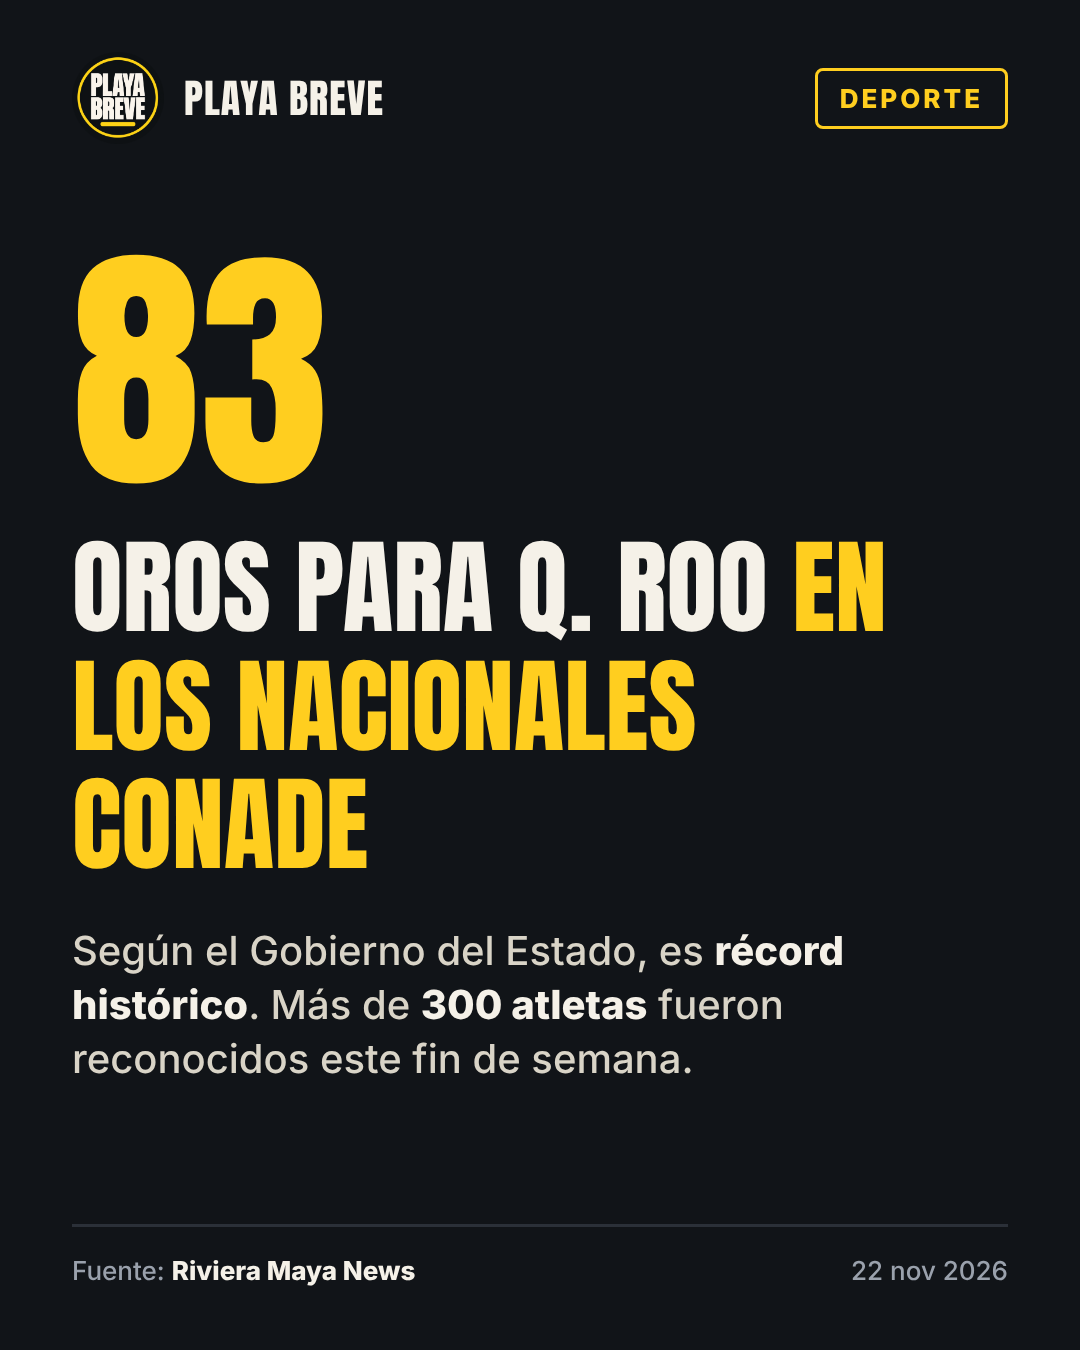 PLAYA
BREVE
PLAYA BREVE
DEPORTE
83
OROS PARA Q. ROO EN
LOS NACIONALES
CONADE
Según el Gobierno del Estado, es récord
histórico. Más de 300 atletas fueron
reconocidos este fin de semana.
Fuente: Riviera Maya News
22 nov 2026